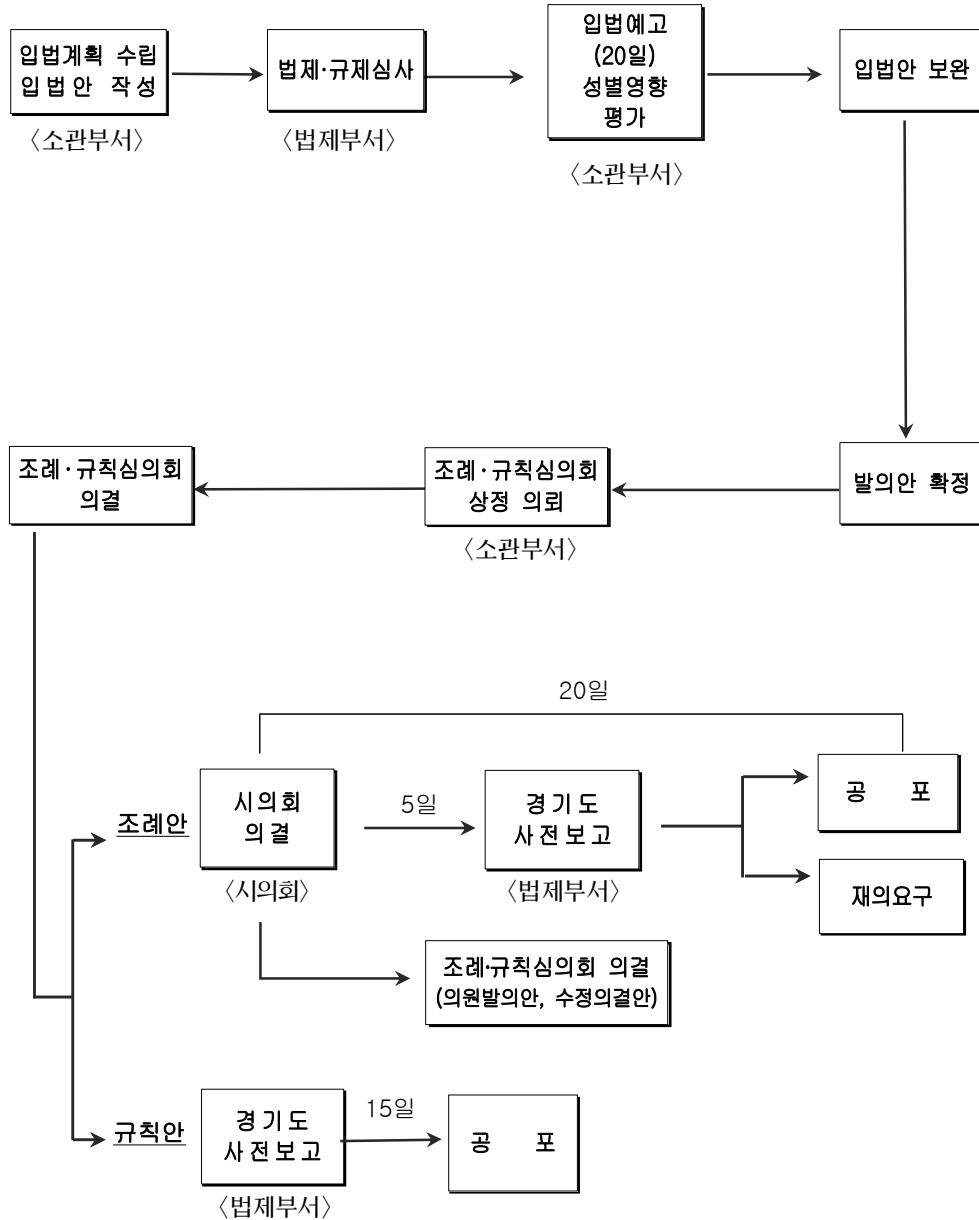 입법계획 수립
입법안 작성
〈소관부서〉
법제·규제심사
〈법제부서〉
입법예고
(20일)
성별영향
평가
〈소관부서〉
입법안 보완
발의안 확정
조례·규칙심의회
상정 의뢰
〈소관부서〉
조례·규칙심의회
의결
20일
조례안
시의회
의결
〈시의회〉
5일
경기도
사전보고
〈법제부서〉
공 포
재의요구
조례·규칙심의회 의결
(의원발의안, 수정의결안)
규칙안
경기도
사전보고
〈법제부서〉
15일
공 포